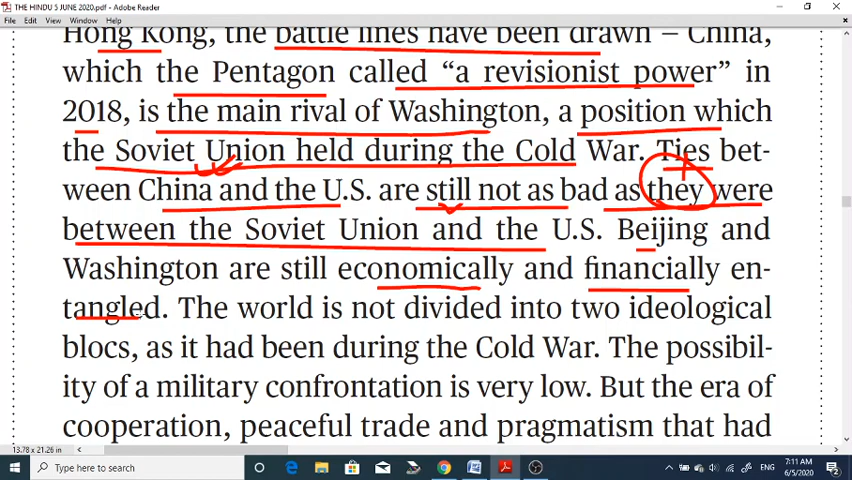 THE HINDU 5 JUNE 2020.pdf - Adobe Reader
File Edit View Window Help
Hong Kong, the battle lines have been drawn – China,
which the Pentagon called “a revisionist power” in
2018, is the main rival of Washington, a position which
the Soviet Union held during the Cold War. Ties bet-
ween China and the U.S. are still not as bad as they were
between the Soviet Union and the U.S. Beijing and
Washington are still economically and financially en-
tangled. The world is not divided into two ideological
blocs, as it had been during the Cold War. The possibil-
ity of a military confrontation is very low. But the era of
cooperation, peaceful trade and pragmatism that had
13.78 x 21.26 in
Type here to search
ENG
7:11 AM
6/5/2020
2